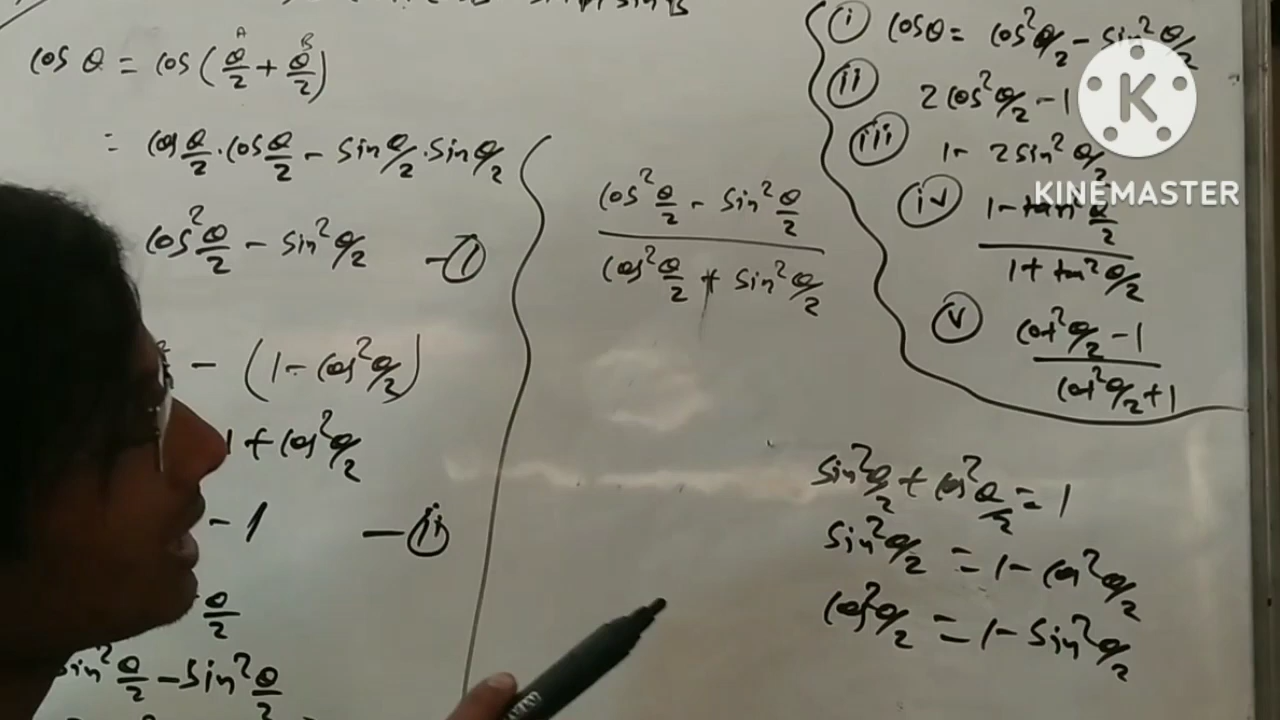 A B
cos θ = cos (θ/2 + θ/2)
= cos θ/2 . cos θ/2 - sin θ/2 . sin θ/2
cos² θ/2 - sin² θ/2 - ①
- (1 - cos² θ/2)
1 + cos² θ/2
- 1 - ⓘⓘ
θ/2
sin² θ/2 - sin² θ/2
cos² θ/2 - sin² θ/2
cos² θ/2 + sin² θ/2
(i) cos θ = cos² θ/2 - sin² θ/2
(ii) 2 cos² θ/2 - 1
(iii) 1 - 2 sin² θ/2
(iv) 1 - tan² θ/2
1 + tan² θ/2
(v) cot² θ/2 - 1
cot² θ/2 + 1
sin² θ/2 + cos² θ/2 = 1
sin² θ/2 = 1 - cos² θ/2
cos² θ/2 = 1 - sin² θ/2
K
KINEMASTER